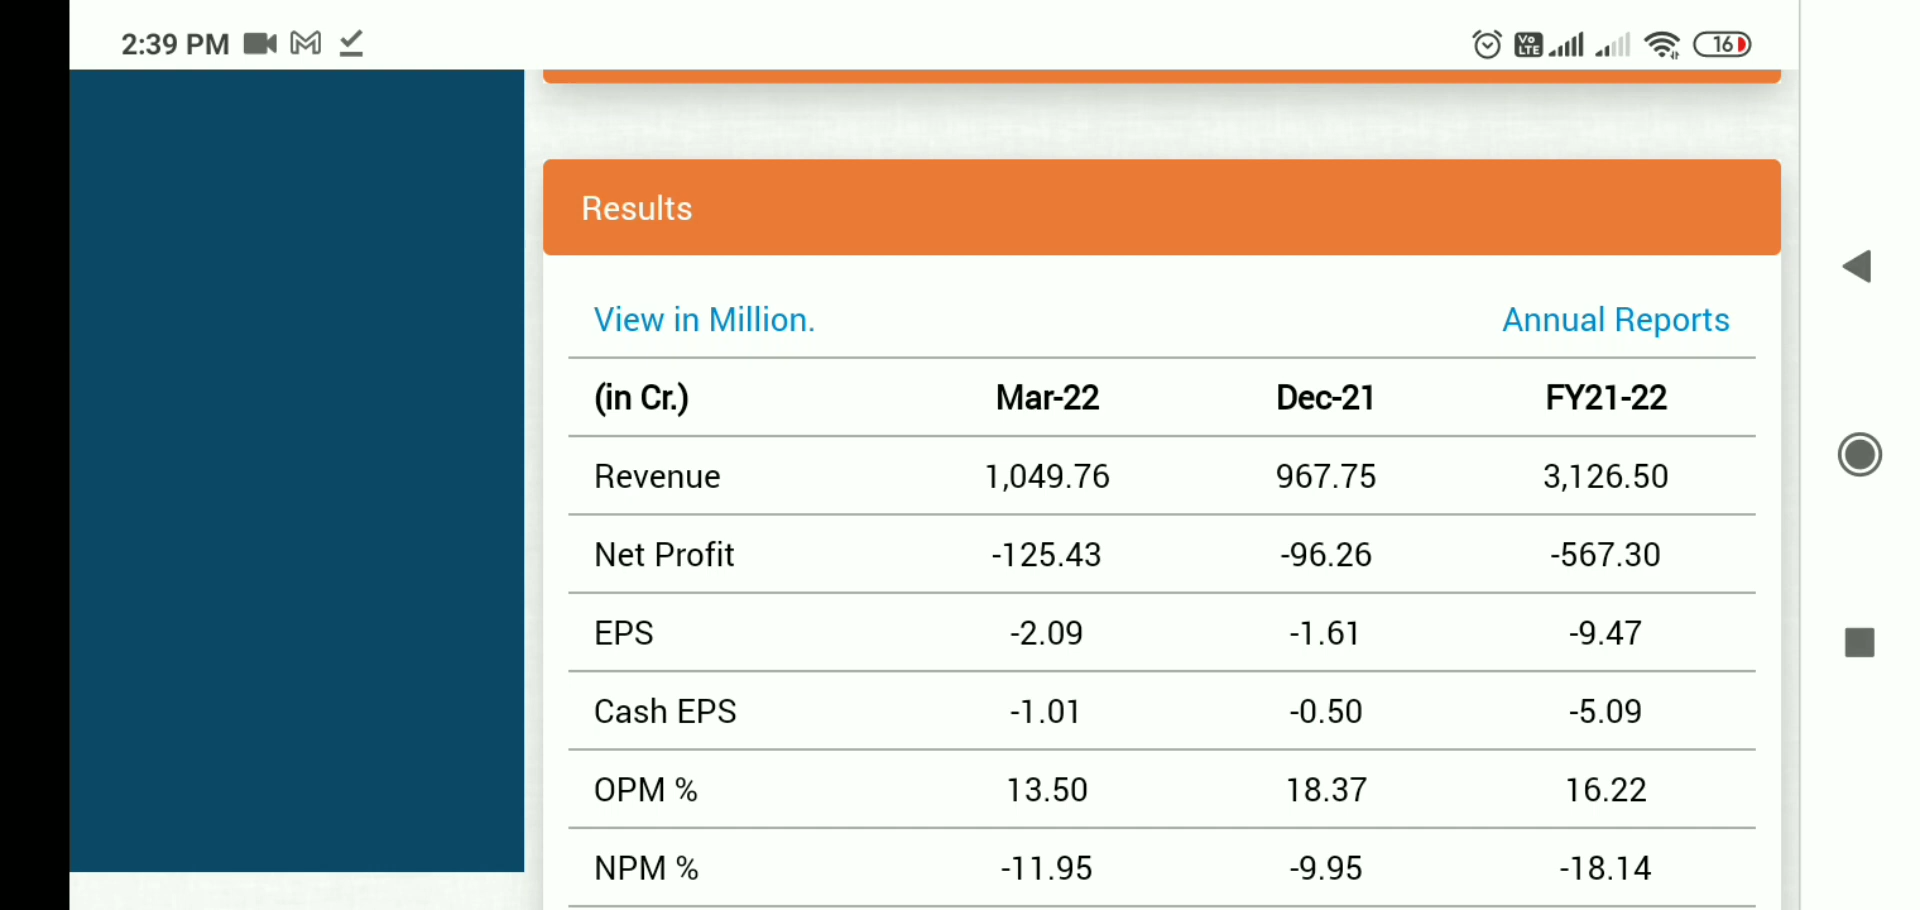 2:39 PM
Vo LTE 16
Results
View in Million. Annual Reports
(in Cr.) Mar-22 Dec-21 FY21-22
Revenue 1,049.76 967.75 3,126.50
Net Profit -125.43 -96.26 -567.30
EPS -2.09 -1.61 -9.47
Cash EPS -1.01 -0.50 -5.09
OPM % 13.50 18.37 16.22
NPM % -11.95 -9.95 -18.14